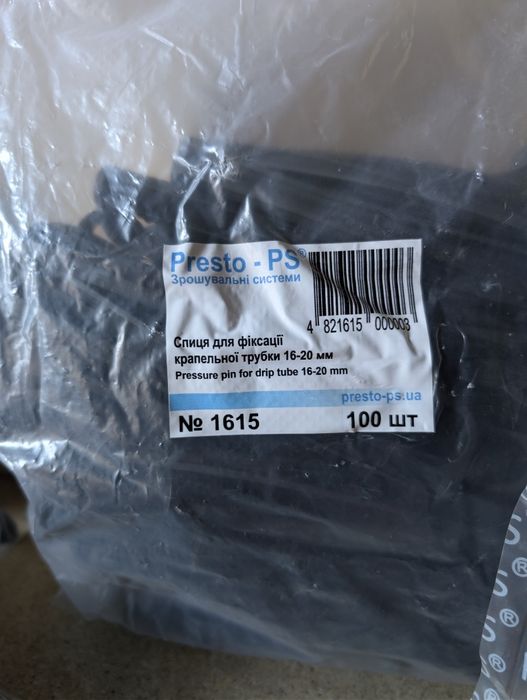 Presto - PS®
Зрошувальні системи
4 821615 000003
Спиця для фіксації
крапельної трубки 16-20 мм
Pressure pin for drip tube 16-20 mm
presto-ps.ua
№ 1615 100 шт